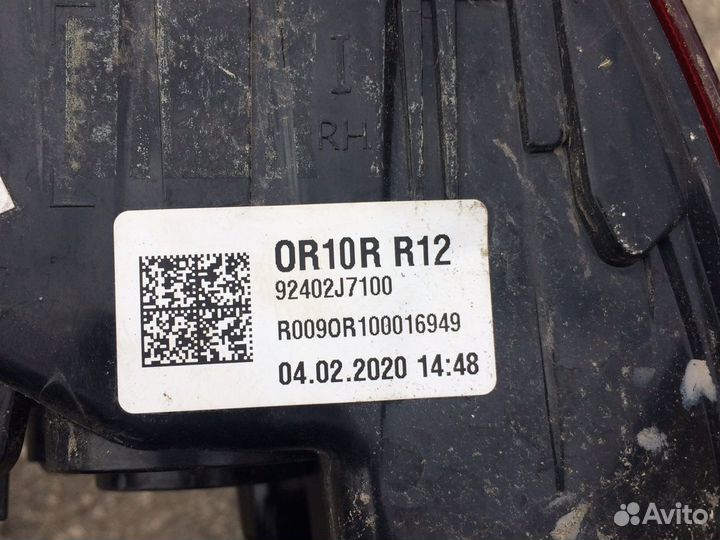 I
RH
OR10R R12
92402J7100
R009OR100016949
04.02.2020 14:48
Avito